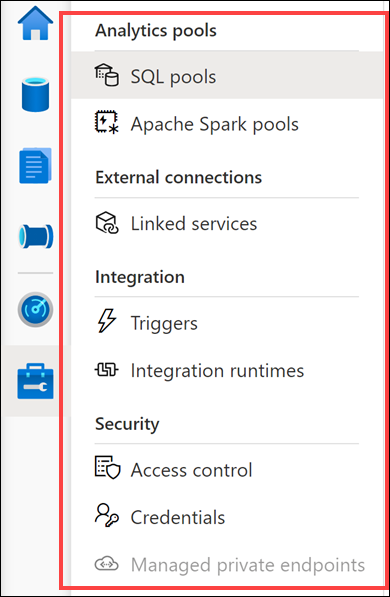 Analytics pools
SQL pools
Apache Spark pools
External connections
Linked services
Integration
Triggers
Integration runtimes
Security
Access control
Credentials
Managed private endpoints